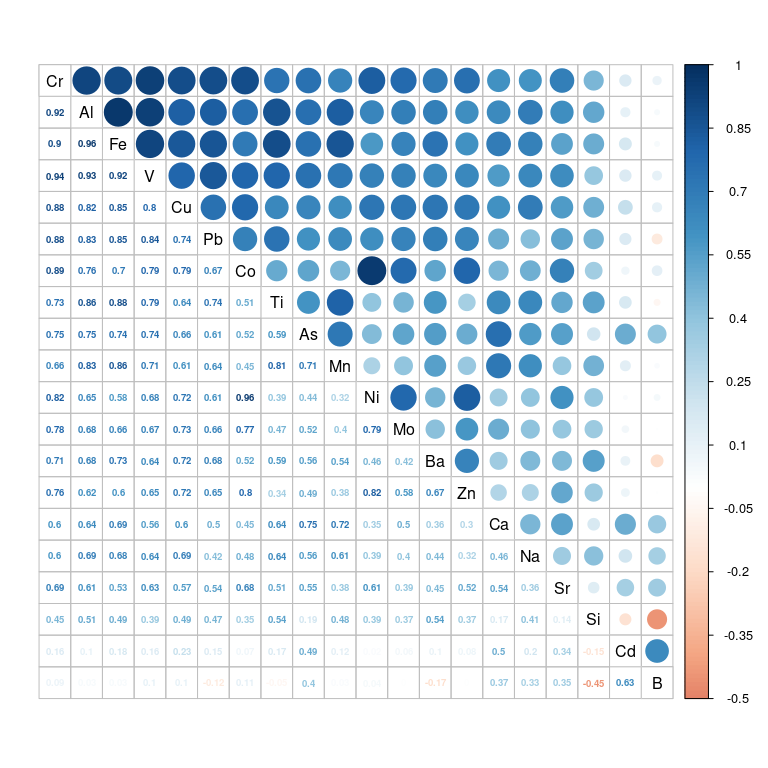 Cr
0.92 Al
0.9 0.96 Fe
0.94 0.93 0.92 V
0.88 0.82 0.85 0.8 Cu
0.88 0.83 0.85 0.84 0.74 Pb
0.89 0.76 0.7 0.79 0.79 0.67 Co
0.73 0.86 0.88 0.79 0.64 0.74 0.51 Ti
0.75 0.75 0.74 0.74 0.66 0.61 0.52 0.59 As
0.66 0.83 0.86 0.71 0.61 0.64 0.45 0.81 0.71 Mn
0.82 0.65 0.58 0.68 0.72 0.61 0.96 0.39 0.44 0.32 Ni
0.78 0.68 0.66 0.67 0.73 0.66 0.77 0.47 0.52 0.4 0.79 Mo
0.71 0.68 0.73 0.64 0.72 0.68 0.52 0.59 0.56 0.54 0.46 0.42 Ba
0.76 0.62 0.6 0.65 0.72 0.65 0.8 0.34 0.49 0.38 0.82 0.58 0.67 Zn
0.6 0.64 0.69 0.56 0.6 0.5 0.45 0.64 0.75 0.72 0.35 0.5 0.36 0.3 Ca
0.6 0.69 0.68 0.64 0.69 0.42 0.48 0.64 0.56 0.61 0.39 0.4 0.44 0.32 0.46 Na
0.69 0.61 0.53 0.63 0.57 0.54 0.68 0.51 0.55 0.38 0.61 0.39 0.45 0.52 0.54 0.36 Sr
0.45 0.51 0.49 0.39 0.49 0.47 0.35 0.54 0.19 0.48 0.39 0.37 0.54 0.37 0.17 0.41 0.14 Si
0.16 0.1 0.16 0.16 0.23 0.15 0.17 0.49 0.12 0.1 0.5 0.2 0.34 -0.15 Cd
0.1 0.1 -0.12 0.11 0.4 -0.17 0.37 0.33 0.35 -0.45 0.63 B
1
0.85
0.7
0.55
0.4
0.25
0.1
-0.05
-0.2
-0.35
-0.5